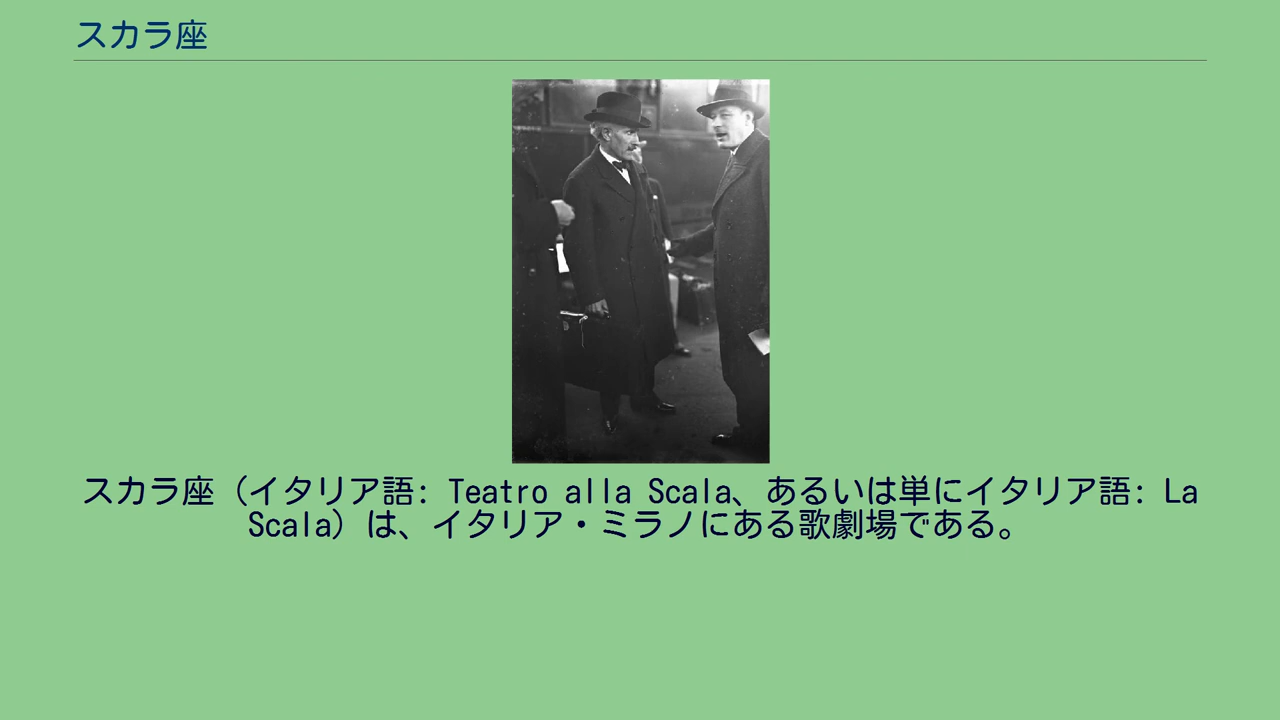 スカラ座
スカラ座（イタリア語: Teatro alla Scala、あるいは単にイタリア語: La
Scala）は、イタリア・ミラノにある歌劇場である。